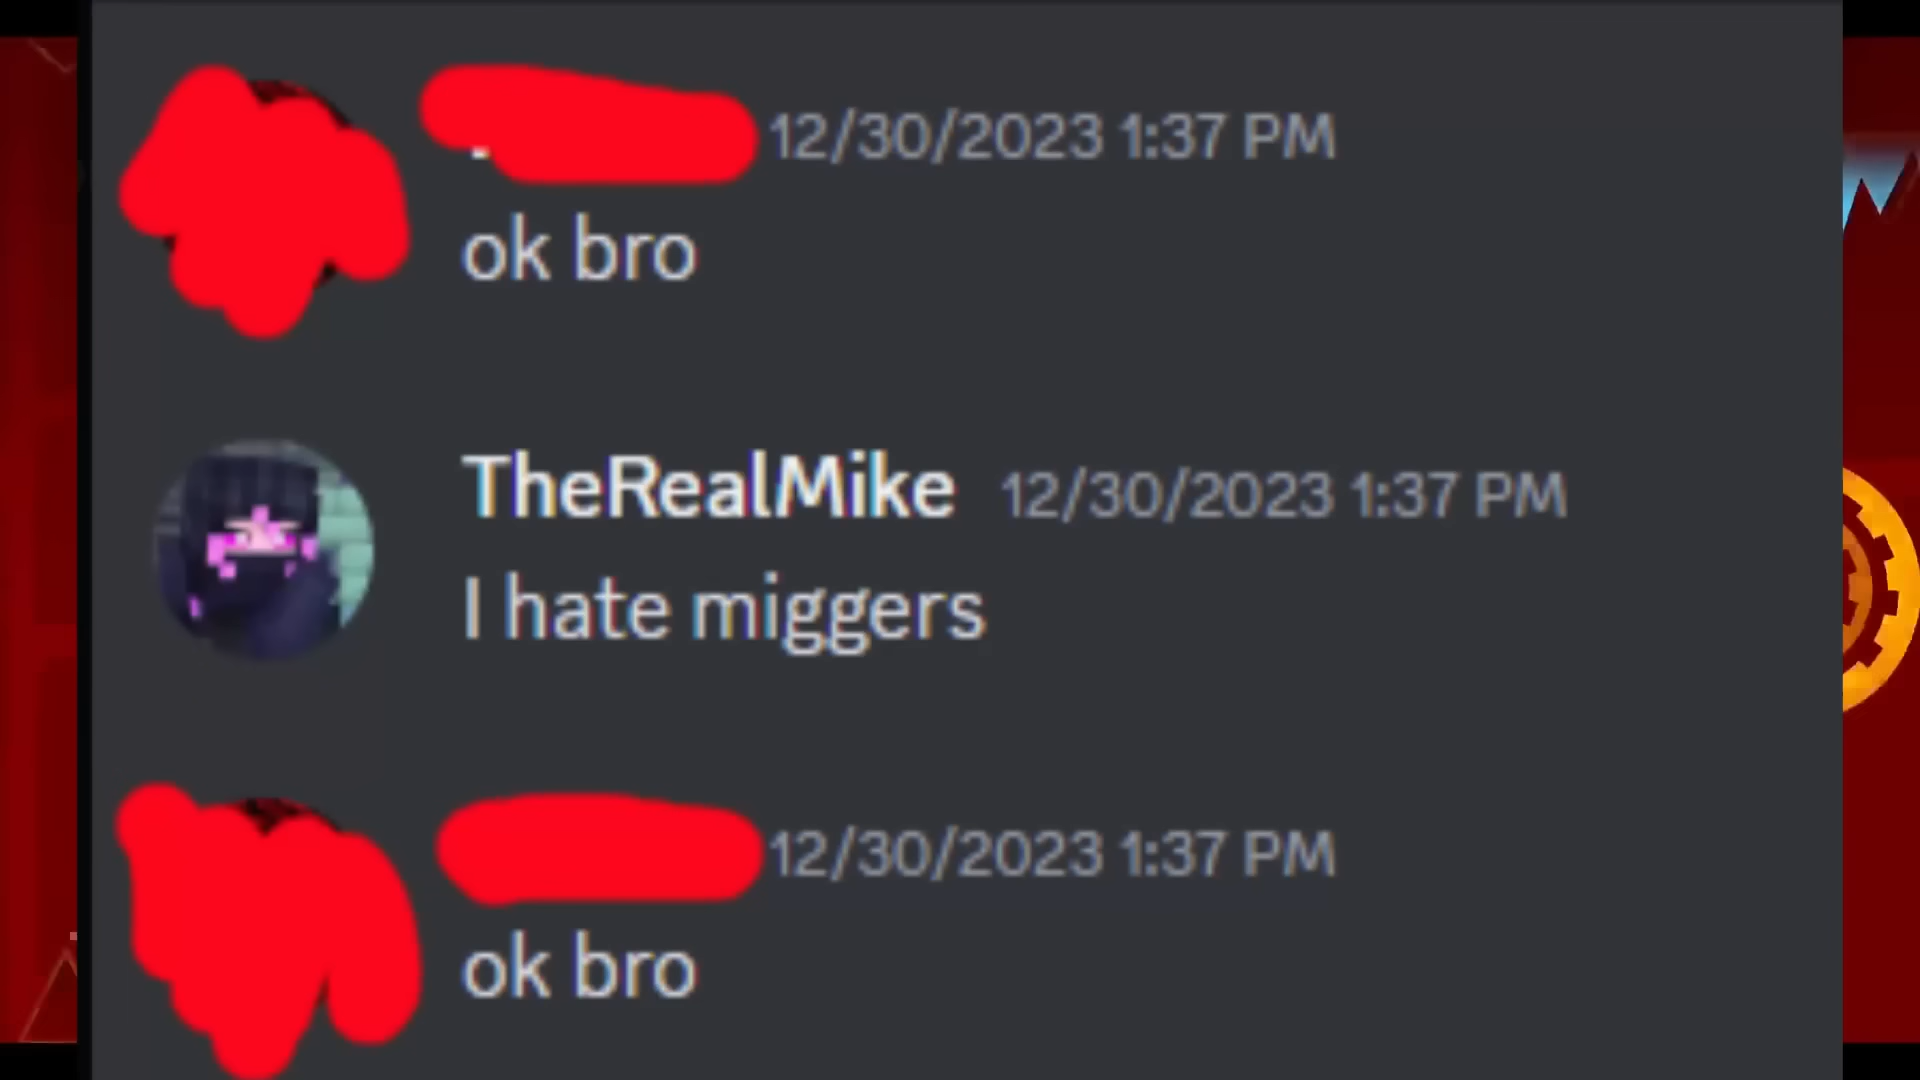 12/30/2023 1:37 PM
ok bro
TheRealMike 12/30/2023 1:37 PM
I hate miggers
12/30/2023 1:37 PM
ok bro